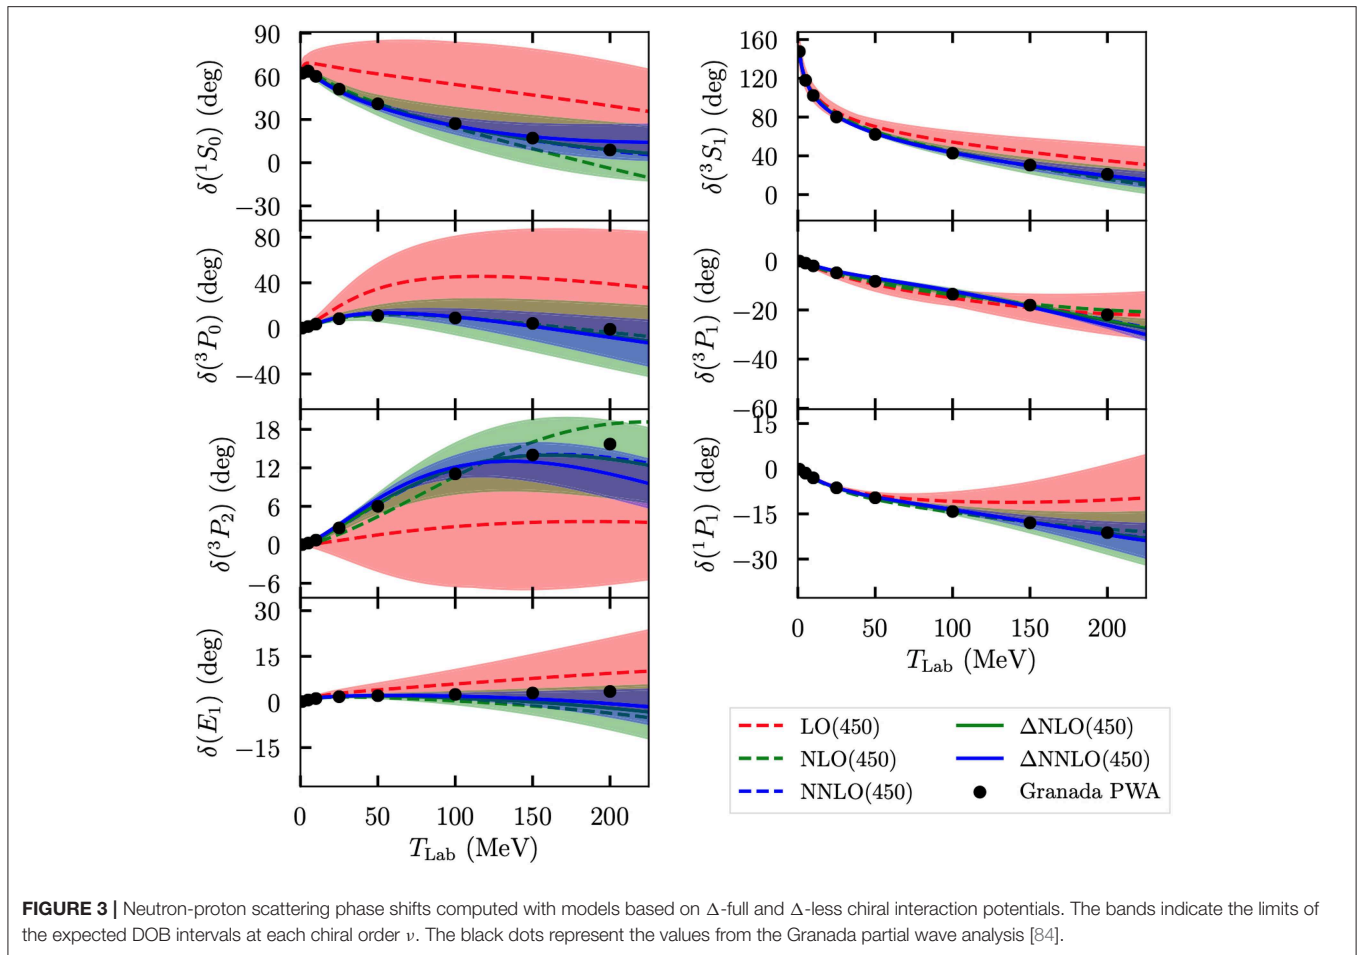 90
60
30
0
−30
δ(¹S₀) (deg)
80
40
0
−40
δ(³P₀) (deg)
18
12
6
0
−6
δ(³P₂) (deg)
30
15
0
−15
δ(E₁) (deg)
0 50 100 150 200
T_Lab (MeV)
160
120
80
40
0
δ(³S₁) (deg)
0
−20
−40
−60
δ(³P₁) (deg)
15
0
−15
−30
δ(¹P₁) (deg)
0 50 100 150 200
T_Lab (MeV)
LO(450)
NLO(450)
NNLO(450)
ΔNLO(450)
ΔNNLO(450)
Granada PWA
FIGURE 3 | Neutron-proton scattering phase shifts computed with models based on Δ-full and Δ-less chiral interaction potentials. The bands indicate the limits of
the expected DOB intervals at each chiral order ν. The black dots represent the values from the Granada partial wave analysis [84].